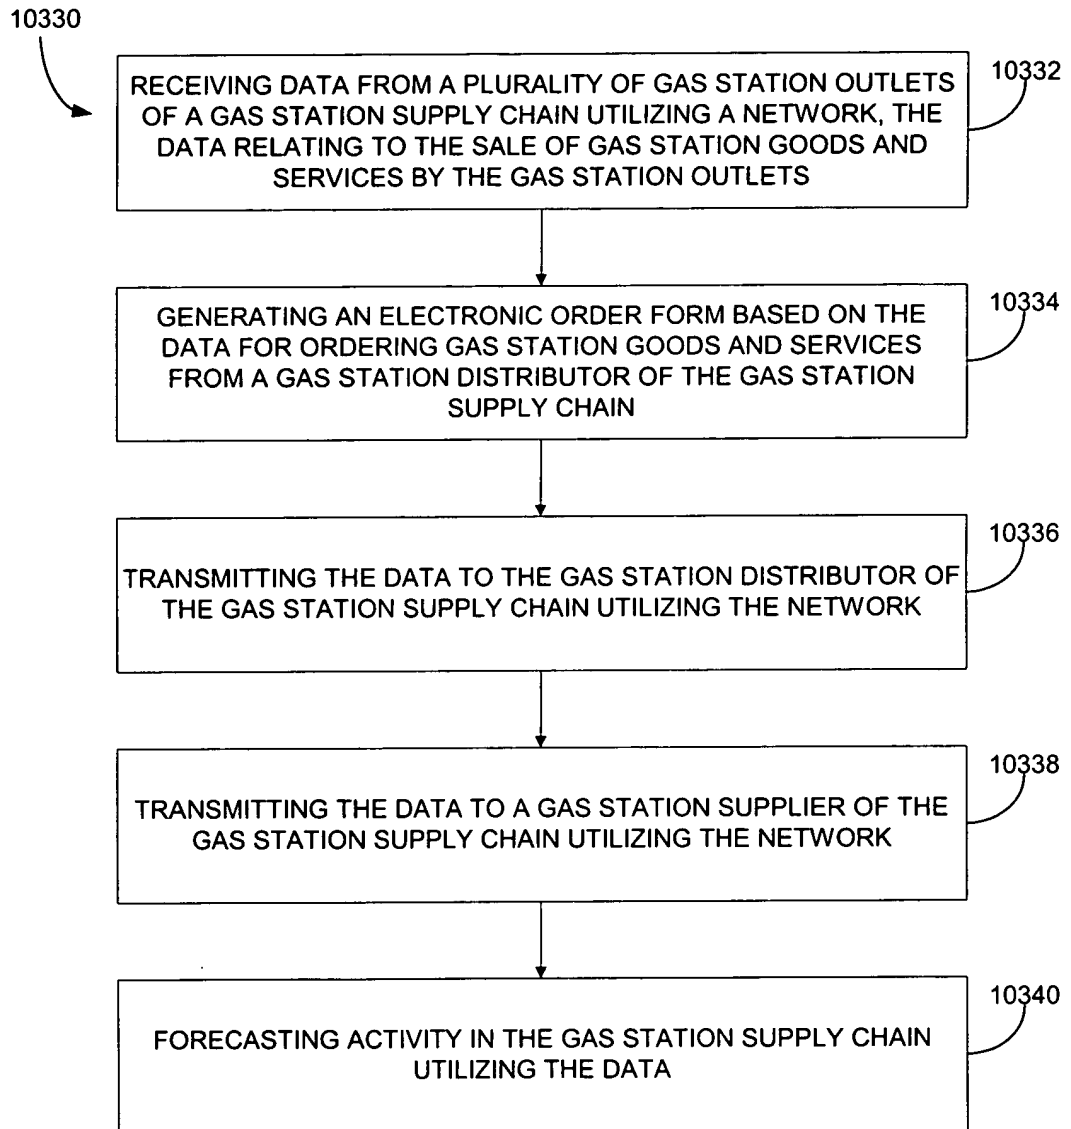 10330
RECEIVING DATA FROM A PLURALITY OF GAS STATION OUTLETS
OF A GAS STATION SUPPLY CHAIN UTILIZING A NETWORK, THE
DATA RELATING TO THE SALE OF GAS STATION GOODS AND
SERVICES BY THE GAS STATION OUTLETS
10332
GENERATING AN ELECTRONIC ORDER FORM BASED ON THE
DATA FOR ORDERING GAS STATION GOODS AND SERVICES
FROM A GAS STATION DISTRIBUTOR OF THE GAS STATION
SUPPLY CHAIN
10334
TRANSMITTING THE DATA TO THE GAS STATION DISTRIBUTOR OF
THE GAS STATION SUPPLY CHAIN UTILIZING THE NETWORK
10336
TRANSMITTING THE DATA TO A GAS STATION SUPPLIER OF THE
GAS STATION SUPPLY CHAIN UTILIZING THE NETWORK
10338
FORECASTING ACTIVITY IN THE GAS STATION SUPPLY CHAIN
UTILIZING THE DATA
10340